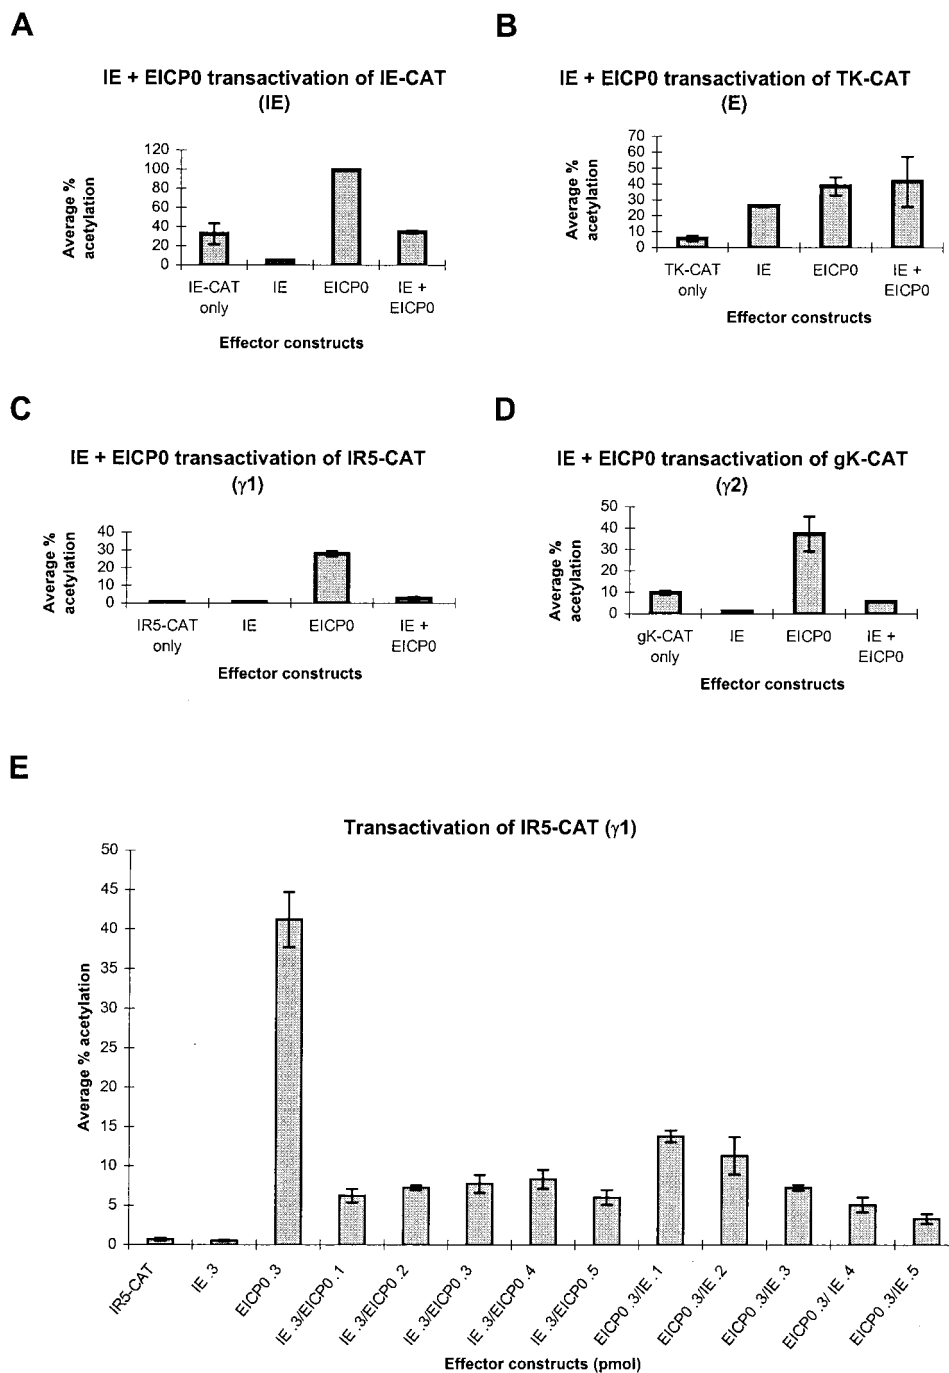 A
IE + EICP0 transactivation of IE-CAT
(IE)
120
100
80
60
40
20
0
Average %
acetylation
IE-CAT
only
IE
EICP0
IE +
EICP0
Effector constructs
B
IE + EICP0 transactivation of TK-CAT
(E)
70
60
50
40
30
20
10
0
Average %
acetylation
TK-CAT
only
IE
EICP0
IE +
EICP0
Effector constructs
C
IE + EICP0 transactivation of IR5-CAT
(γ1)
40
30
20
10
0
Average %
acetylation
IR5-CAT
only
IE
EICP0
IE +
EICP0
Effector constructs
D
IE + EICP0 transactivation of gK-CAT
(γ2)
50
40
30
20
10
0
Average %
acetylation
gK-CAT
only
IE
EICP0
IE +
EICP0
Effector constructs
E
Transactivation of IR5-CAT (γ1)
50
45
40
35
30
25
20
15
10
5
0
Average % acetylation
IR5-CAT
IE .3
EICP0 .3
IE .3/EICP0 .1
IE .3/EICP0 .2
IE .3/EICP0 .3
IE .3/EICP0 .4
IE .3/EICP0 .5
EICP0 .3/IE .1
EICP0 .3/IE .2
EICP0 .3/IE .3
EICP0 .3/ IE .4
EICP0 .3/IE .5
Effector constructs (pmol)